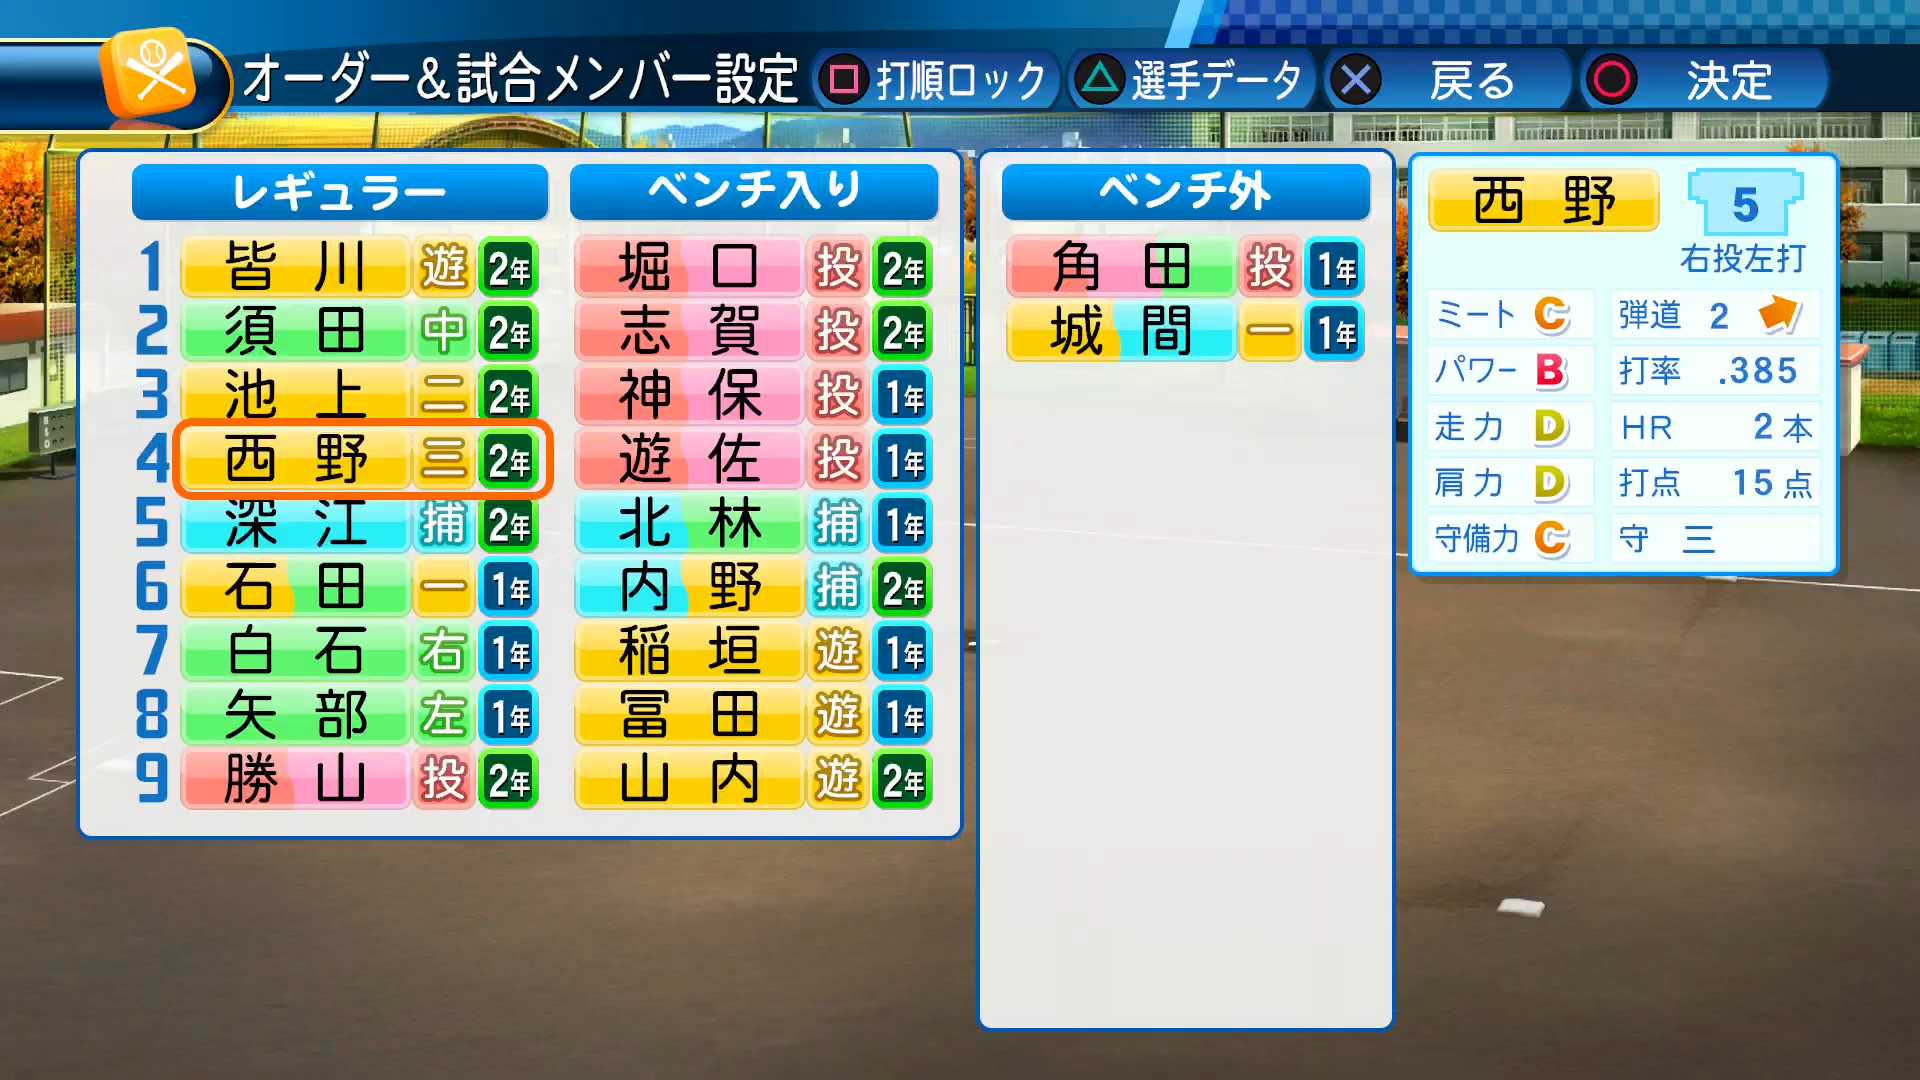 オーダー＆試合メンバー設定 打順ロック 選手データ 戻る 決定
レギュラー
1 皆川 遊 2年
2 須田 中 2年
3 池上 二 2年
4 西野 三 2年
5 深江 捕 2年
6 石田 一 1年
7 白石 右 1年
8 矢部 左 1年
9 勝山 投 2年
ベンチ入り
堀口 投 2年
志賀 投 2年
神保 投 1年
遊佐 投 1年
北林 捕 1年
内野 捕 2年
稲垣 遊 1年
冨田 遊 1年
山内 遊 2年
ベンチ外
角田 投 1年
城間 一 1年
西野 5
右投左打
ミート C 弾道 2
パワー B 打率 .385
走力 D HR 2本
肩力 D 打点 15点
守備力 C 守 三